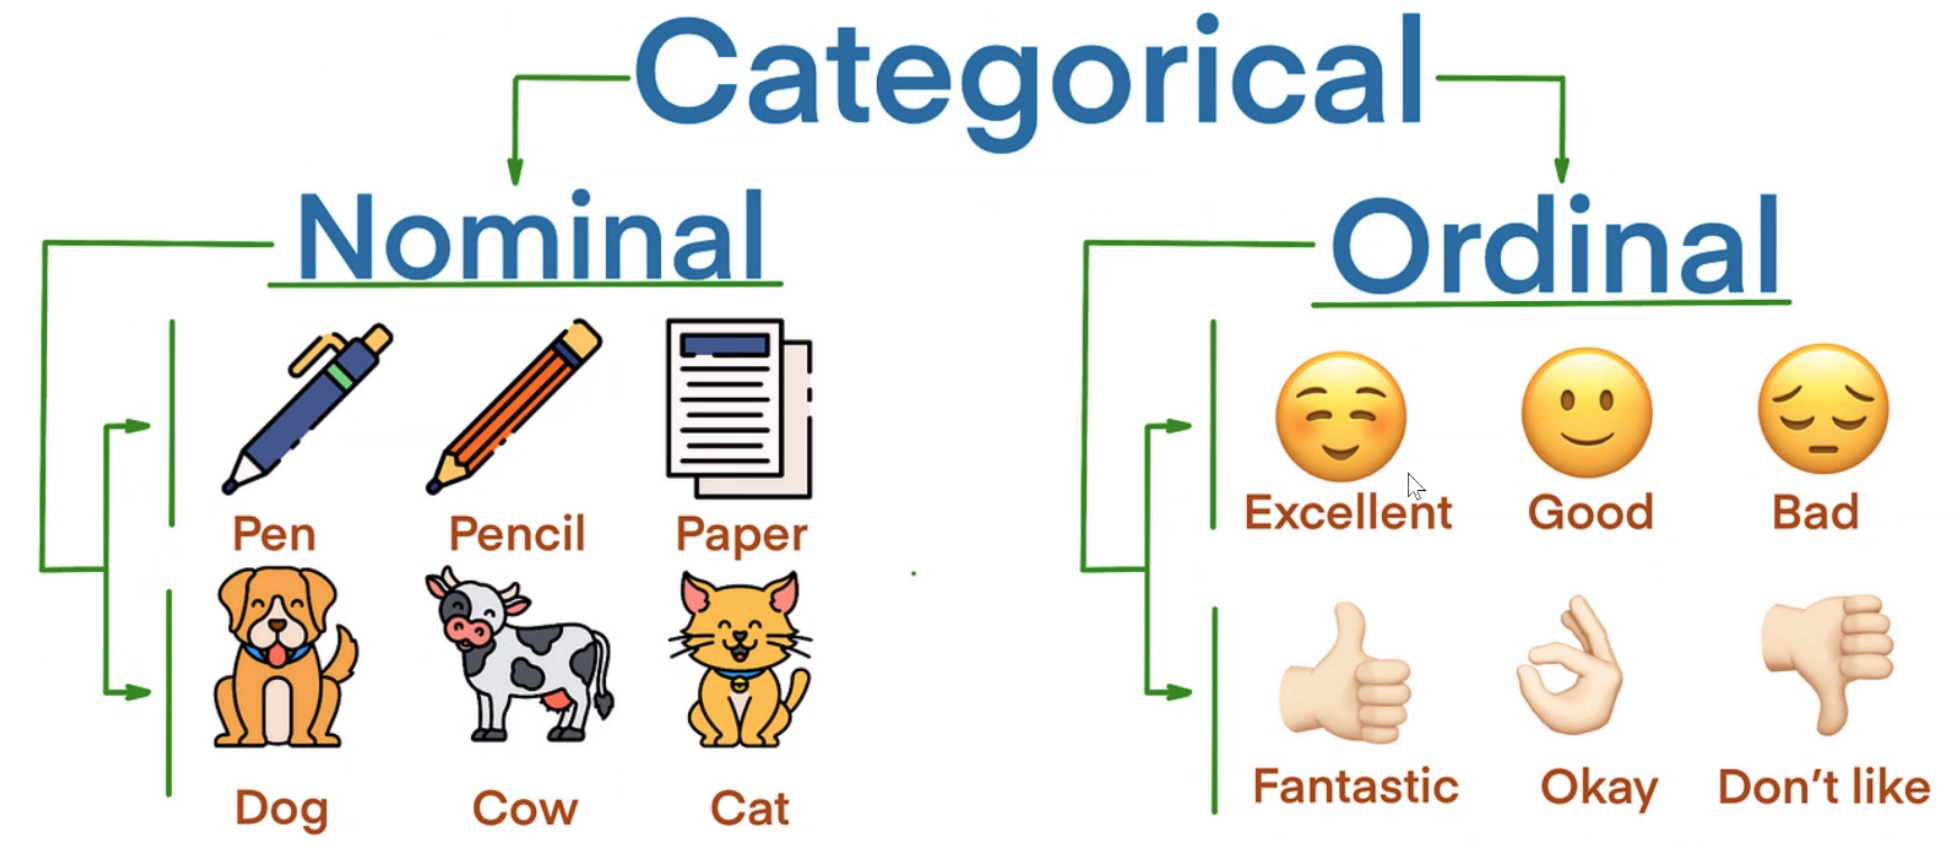 Categorical
Nominal
Ordinal
Pen Pencil Paper
Dog Cow Cat
Excellent Good Bad
Fantastic Okay Don't like